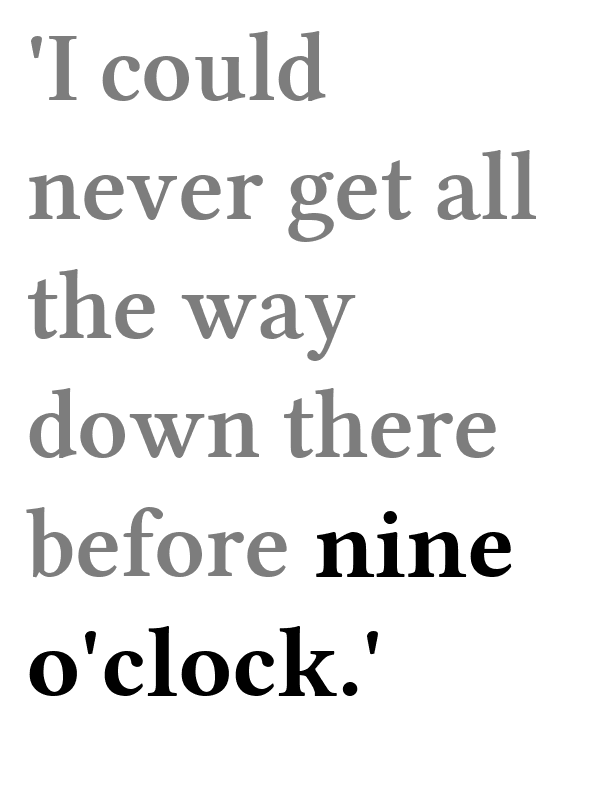 'I could
never get all
the way
down there
before nine
o'clock.'